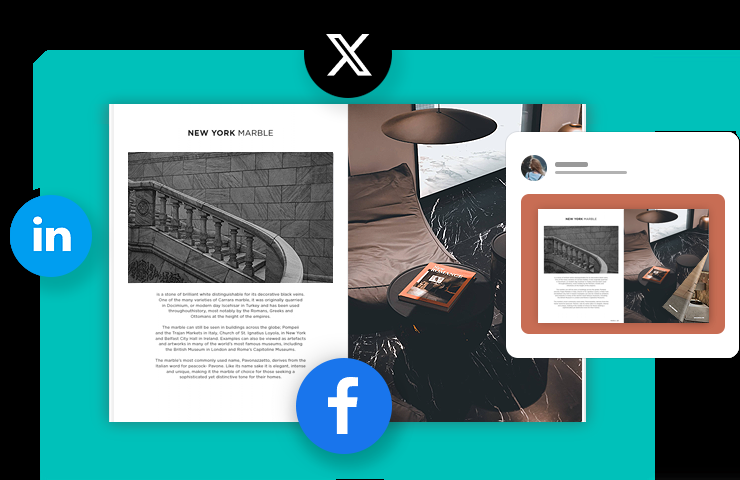 NEW YORK MARBLE
is a stone of brilliant white distinguishable for its decorative black veins.
One of the many varieties of Carrera marble, it was originally quarried
in Docimium, or modern day Iscehisar in Turkey and has been used
throughouthistory, most notably by the Romans, Greeks and
Ottomans at the height of the empires.
The marble can still be seen in buildings across the globe; Pompeii
and the Trajan Markets in Italy, Church of St. Ignatius Loyola, in New York
and Belfast City Hall in Ireland. Examples can also be viewed as artefacts
and artworks in many of the world's most famous museums, including
the British Museum in London and Rome's Capitoline Museums.
The marble's most commonly used name, Pavonazzetto, derives from the
Italian word for peacock: Pavone. Like its name sake it is elegant, intense
and unique, making it the marble of choice for those seeking a
sophisticated yet distinctive tone for their homes.
ROMANCE
in
f
NEW YORK MARBLE